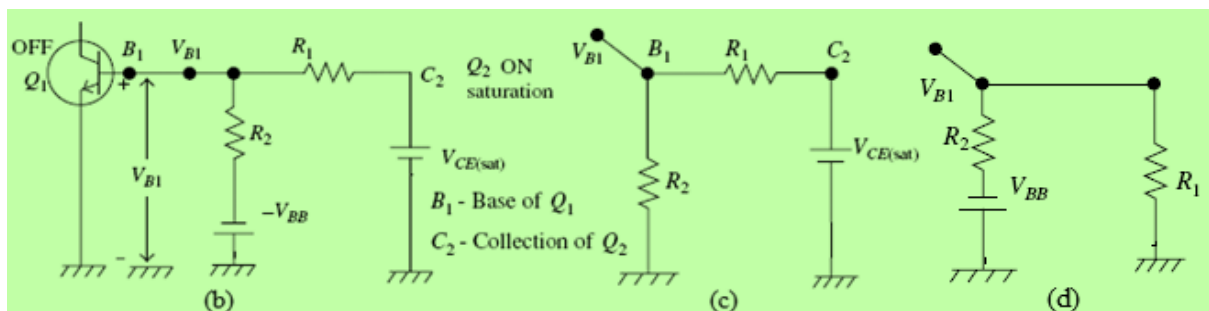 OFF
Q1
B1
VB1
+
VB1
–
R2
–VBB
R1
C2
Q2 ON
saturation
VCE(sat)
B1 - Base of Q1
C2 - Collection of Q2
(b)
VB1
B1
R1
C2
R2
VCE(sat)
(c)
VB1
R2
VBB
R1
(d)